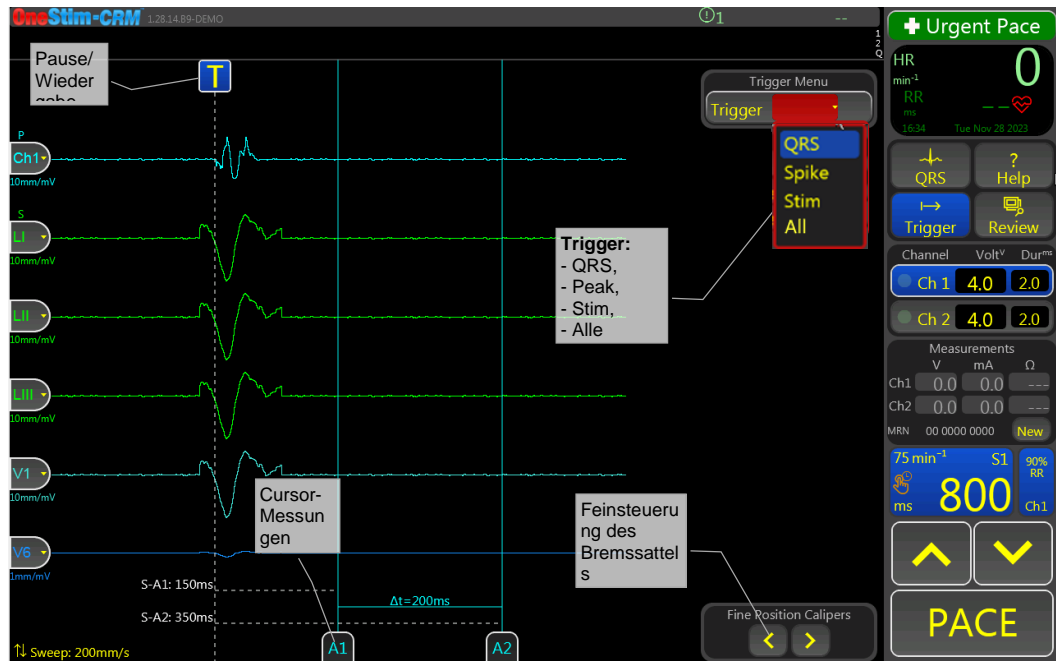 OneStim-CRM 1.28.14.B9-DEMO
1
--
1
2
Q
Pause/
Wieder
gabe
T
P
Ch1
10mm/mV
S
LI
10mm/mV
LII
10mm/mV
LIII
10mm/mV
V1
10mm/mV
V6
1mm/mV
Trigger Menu
Trigger
QRS
Spike
Stim
All
Trigger:
- QRS,
- Peak,
- Stim,
- Alle
Cursor-
Messun
gen
Feinsteueru
ng des
Bremssattel
s
S-A1: 150ms
Δt=200ms
S-A2: 350ms
A1
A2
Fine Position Calipers
< >
⇅ Sweep: 200mm/s
Urgent Pace
HR
min⁻¹
0
RR
ms
--
16:34 Tue Nov 28 2023
QRS
? Help
Trigger
Review
Channel Voltⱽ Durᵐˢ
Ch 1 4.0 2.0
Ch 2 4.0 2.0
Measurements
V mA Ω
Ch1 0.0 0.0 ---
Ch2 0.0 0.0 ---
MRN 00 0000 0000 New
75 min⁻¹ S1
ms 800
90%
RR
Ch1
PACE